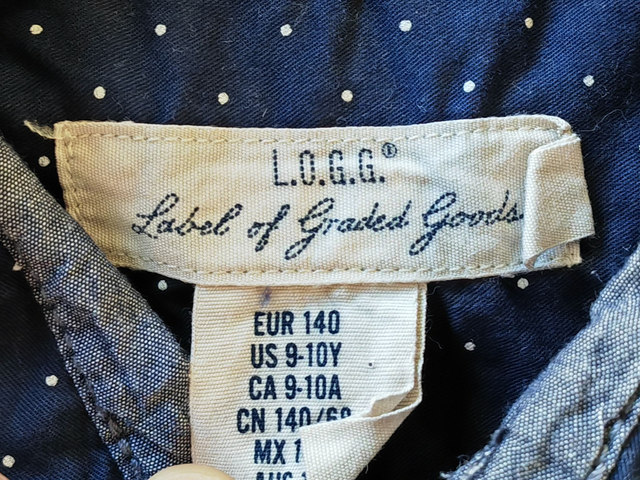 L.O.G.G.®
Label of Graded Goods
EUR 140
US 9-10Y
CA 9-10A
CN 140/68
MX 1